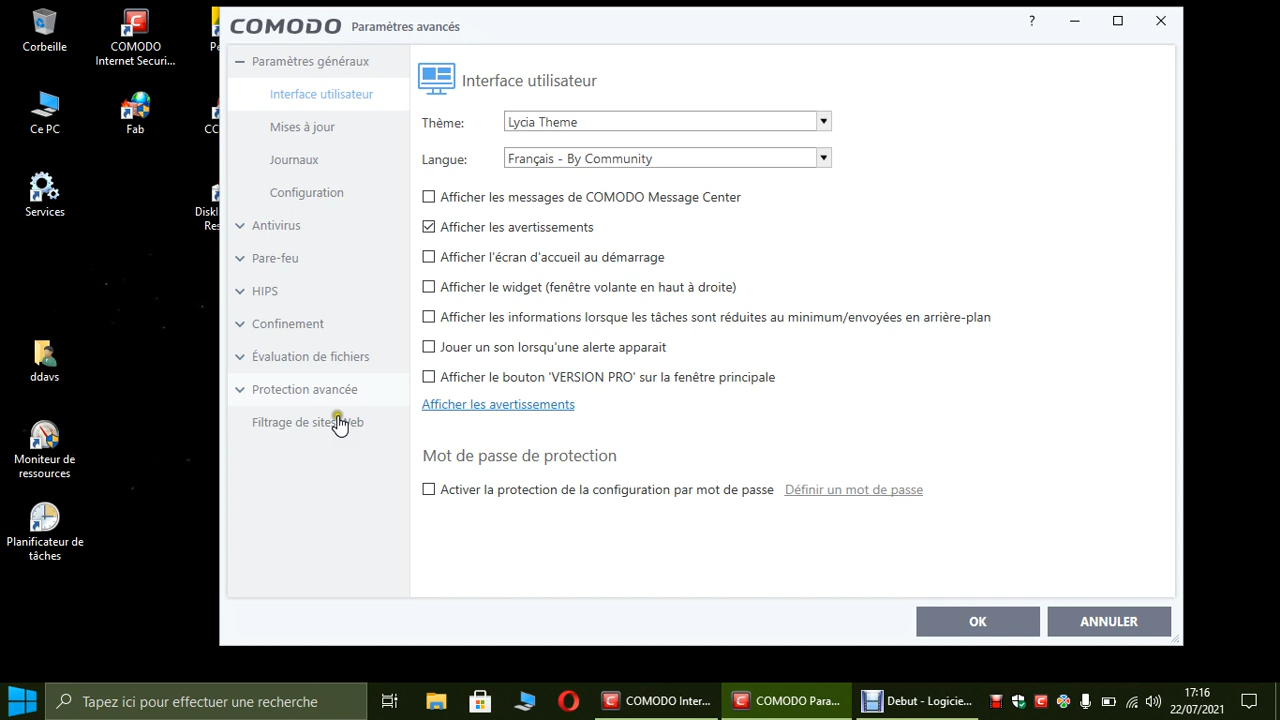 Corbeille
COMODO
Internet Securi...
Pe
Ce PC
Fab
CC
Services
Diskl
Res
ddavs
Moniteur de
ressources
Planificateur de
tâches
COMODO Paramètres avancés
?
Paramètres généraux
Interface utilisateur
Mises à jour
Journaux
Configuration
Antivirus
Pare-feu
HIPS
Confinement
Évaluation de fichiers
Protection avancée
Filtrage de sites Web
Interface utilisateur
Thème: Lycia Theme
Langue: Français - By Community
Afficher les messages de COMODO Message Center
Afficher les avertissements
Afficher l'écran d'accueil au démarrage
Afficher le widget (fenêtre volante en haut à droite)
Afficher les informations lorsque les tâches sont réduites au minimum/envoyées en arrière-plan
Jouer un son lorsqu'une alerte apparait
Afficher le bouton 'VERSION PRO' sur la fenêtre principale
Afficher les avertissements
Mot de passe de protection
Activer la protection de la configuration par mot de passe Définir un mot de passe
OK ANNULER
Tapez ici pour effectuer une recherche
COMODO Inter...
COMODO Para...
Debut - Logicie...
17:16
22/07/2021